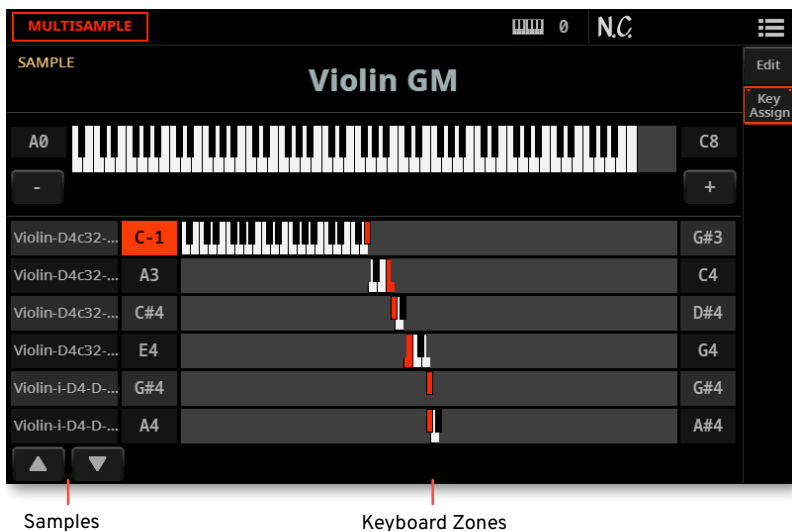 MULTISAMPLE 0 N.C.
SAMPLE
Violin GM
Edit
Key
Assign
A0 C8
- +
Violin-D4c32-... C-1 G#3
Violin-D4c32-... A3 C4
Violin-D4c32-... C#4 D#4
Violin-D4c32-... E4 G4
Violin-i-D4-D-... G#4 G#4
Violin-i-D4-D-... A4 A#4
Samples Keyboard Zones